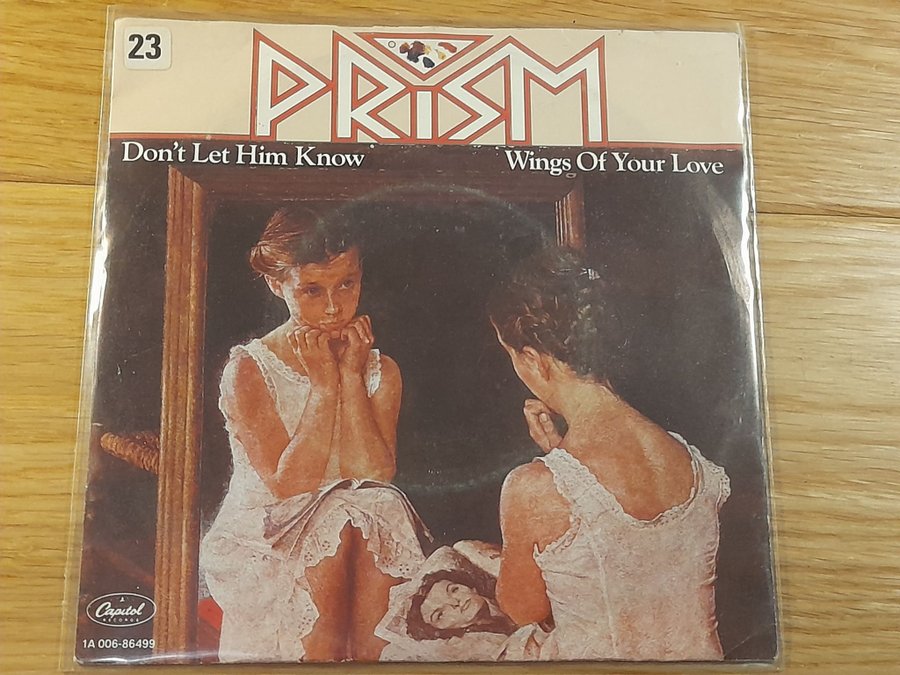 23
PRiSM
Don't Let Him Know
Wings Of Your Love
Capitol
RECORDS
1A 006-86499